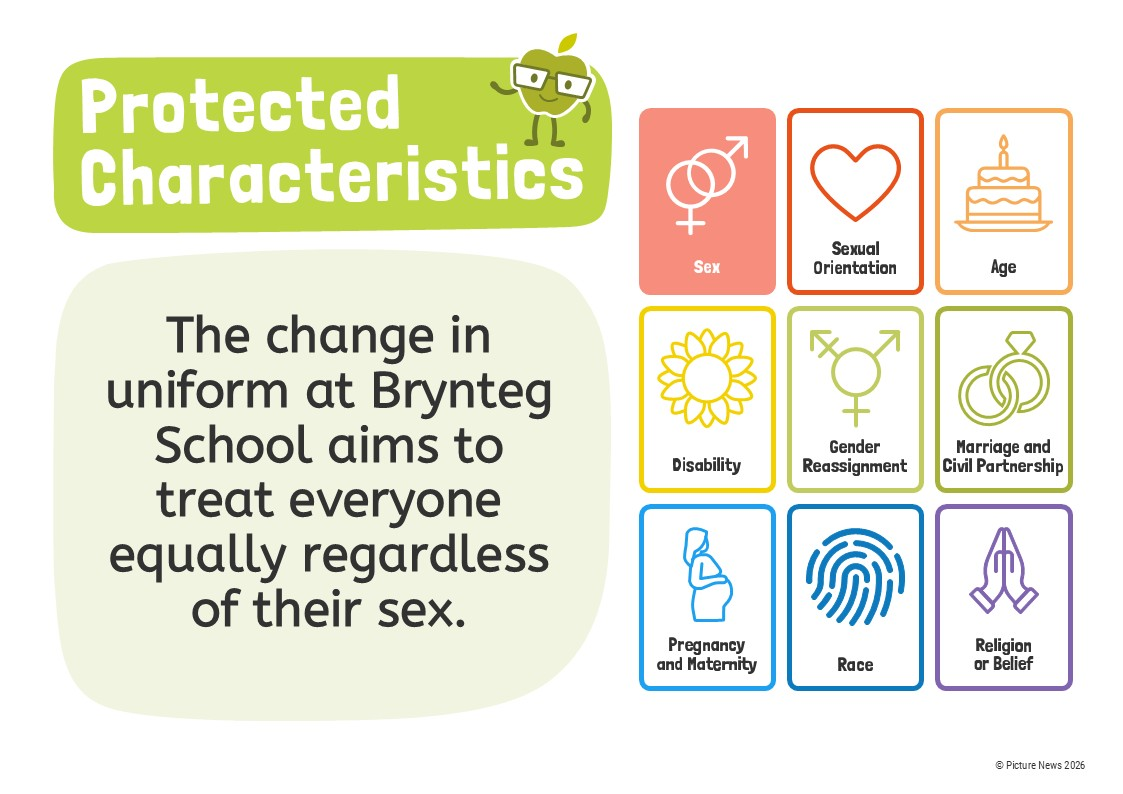 Protected
Characteristics
The change in
uniform at Brynteg
School aims to
treat everyone
equally regardless
of their sex.
Sex
Sexual
Orientation
Age
Disability
Gender
Reassignment
Marriage and
Civil Partnership
Pregnancy
and Maternity
Race
Religion
or Belief
© Picture News 2026